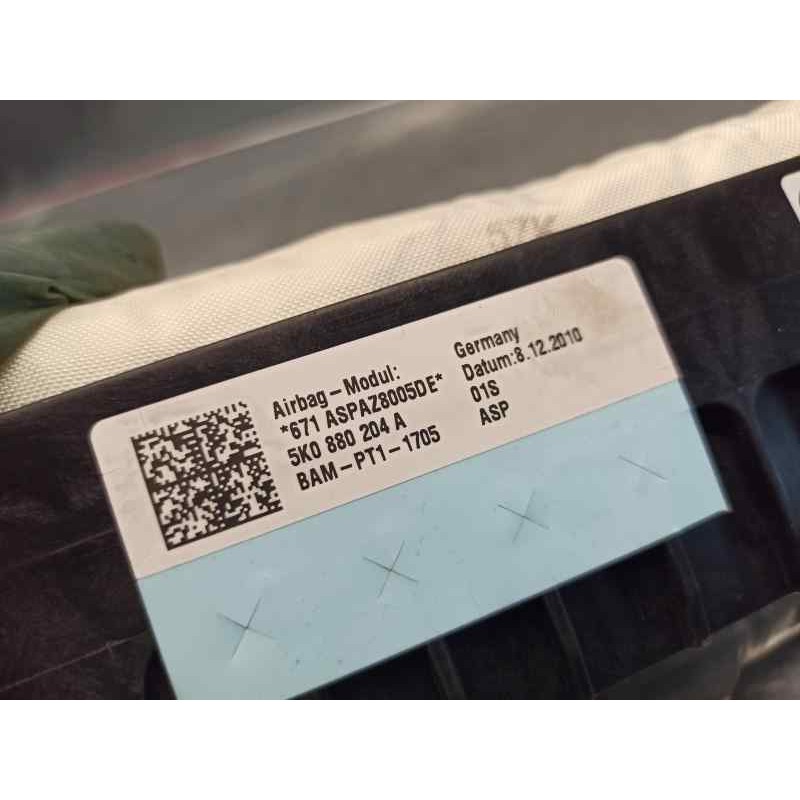 Airbag-Modul:
*671 ASPAZ8005DE*
5K0 880 204 A
BAM-PT1-1705
Germany
Datum:8.12.2010
01S
ASP